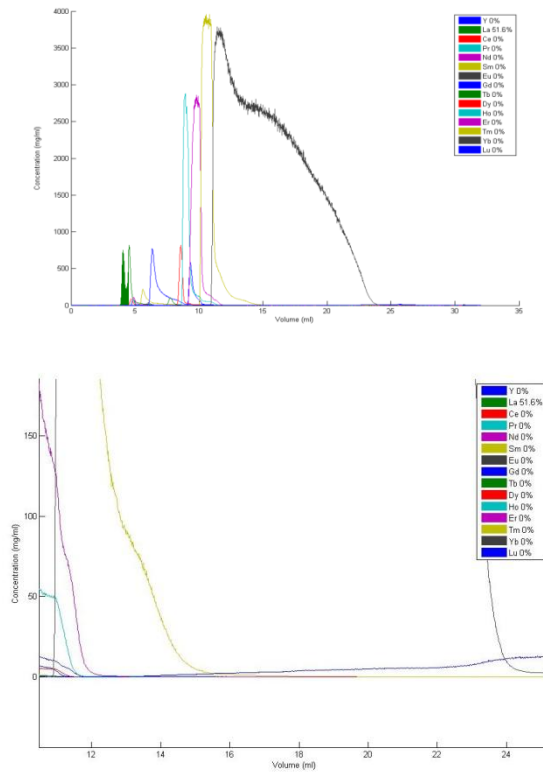 4000
3500
3000
2500
2000
1500
1000
500
0
Concentration (mg/ml)
0 5 10 15 20 25 30 35
Volume (ml)
Y 0%
La 51.6%
Ce 0%
Pr 0%
Nd 0%
Sm 0%
Eu 0%
Gd 0%
Tb 0%
Dy 0%
Ho 0%
Er 0%
Tm 0%
Yb 0%
Lu 0%
150
100
50
0
Concentration (mg/ml)
12 14 16 18 20 22 24
Volume (ml)
Y 0%
La 51.6%
Ce 0%
Pr 0%
Nd 0%
Sm 0%
Eu 0%
Gd 0%
Tb 0%
Dy 0%
Ho 0%
Er 0%
Tm 0%
Yb 0%
Lu 0%